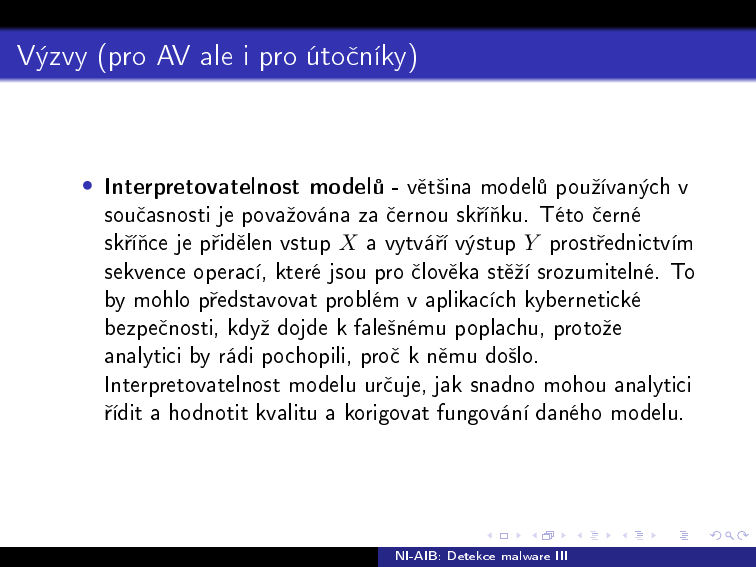 Výzvy (pro AV ale i pro útočníky)
• Interpretovatelnost modelů - většina modelů používaných v
současnosti je považována za černou skříňku. Této černé
skříňce je přidělen vstup X a vytváří výstup Y prostřednictvím
sekvence operací, které jsou pro člověka stěží srozumitelné. To
by mohlo představovat problém v aplikacích kybernetické
bezpečnosti, když dojde k falešnému poplachu, protože
analytici by rádi pochopili, proč k němu došlo.
Interpretovatelnost modelu určuje, jak snadno mohou analytici
řídit a hodnotit kvalitu a korigovat fungování daného modelu.
NI-AIB: Detekce malware III